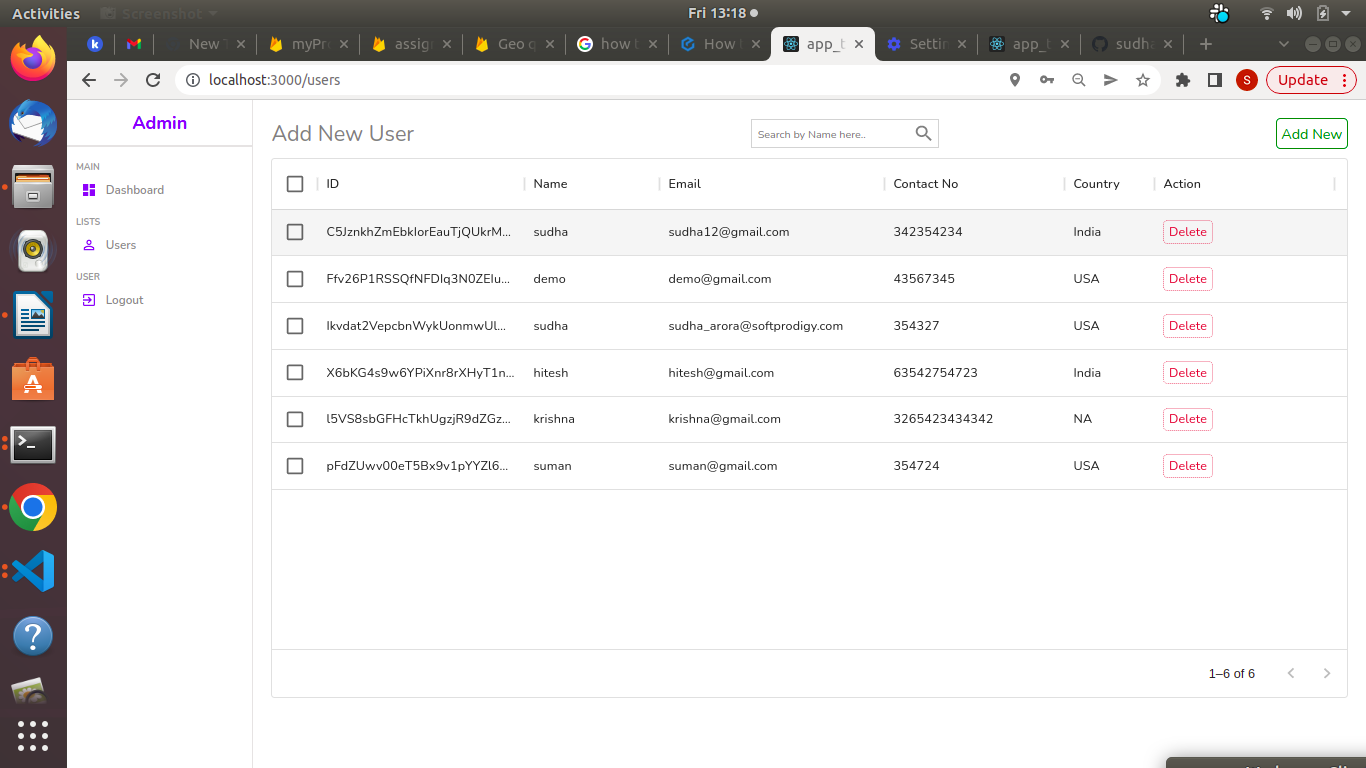 Activities Screenshot Fri 13:18
New T myPro assign Geo q how t How app_t Settin app_t sudha
localhost:3000/users S Update
Admin
MAIN
Dashboard
LISTS
Users
USER
Logout
Add New User Search by Name here.. Add New
ID Name Email Contact No Country Action
C5JznkhZmEbkIorEauTjQUkrM... sudha sudha12@gmail.com 342354234 India Delete
Ffv26P1RSSQfNFDIq3N0ZEIu... demo demo@gmail.com 43567345 USA Delete
Ikvdat2VepcbnWykUonmwUl... sudha sudha_arora@softprodigy.com 354327 USA Delete
X6bKG4s9w6YPiXnr8rXHyT1n... hitesh hitesh@gmail.com 63542754723 India Delete
l5VS8sbGFHcTkhUgzjR9dZGz... krishna krishna@gmail.com 3265423434342 NA Delete
pFdZUwv00eT5Bx9v1pYYZl6... suman suman@gmail.com 354724 USA Delete
1–6 of 6